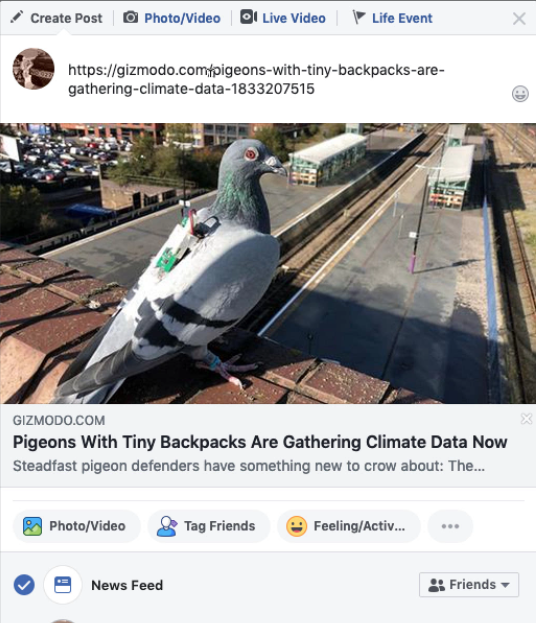 Create Post Photo/Video Live Video Life Event
https://gizmodo.com/pigeons-with-tiny-backpacks-are-
gathering-climate-data-1833207515
GIZMODO.COM
Pigeons With Tiny Backpacks Are Gathering Climate Data Now
Steadfast pigeon defenders have something new to crow about: The...
Photo/Video Tag Friends Feeling/Activ...
News Feed Friends